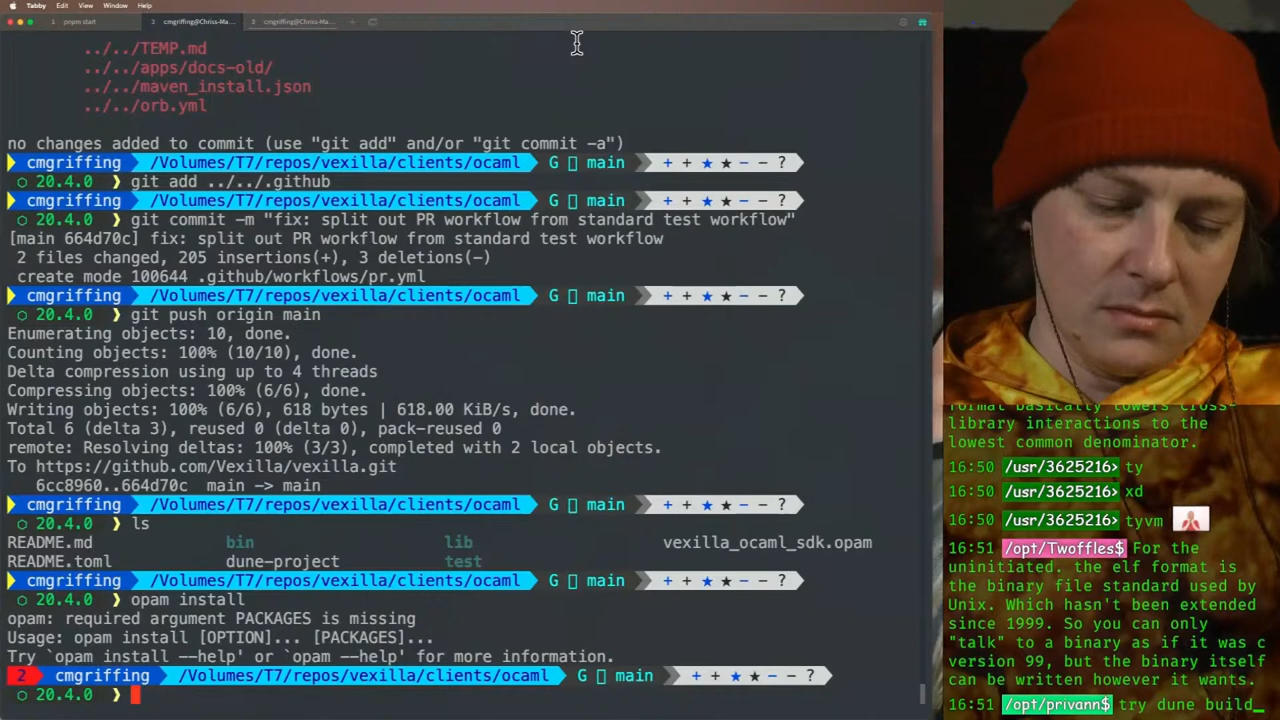 Tabby Edit View Window Help
1 pnpm start 2 cmgriffing@Chriss-Ma... 3 cmgriffing@Chriss-Ma...
../../TEMP.md
../../apps/docs-old/
../../maven_install.json
../../orb.yml
no changes added to commit (use "git add" and/or "git commit -a")
cmgriffing /Volumes/T7/repos/vexilla/clients/ocaml G main + + ★ ★ − − ?
20.4.0 ❯ git add ../../.github
cmgriffing /Volumes/T7/repos/vexilla/clients/ocaml G main + + ★ ★ − − ?
20.4.0 ❯ git commit -m "fix: split out PR workflow from standard test workflow"
[main 664d70c] fix: split out PR workflow from standard test workflow
2 files changed, 205 insertions(+), 3 deletions(-)
create mode 100644 .github/workflows/pr.yml
cmgriffing /Volumes/T7/repos/vexilla/clients/ocaml G main + + ★ ★ − − ?
20.4.0 ❯ git push origin main
Enumerating objects: 10, done.
Counting objects: 100% (10/10), done.
Delta compression using up to 4 threads
Compressing objects: 100% (6/6), done.
Writing objects: 100% (6/6), 618 bytes | 618.00 KiB/s, done.
Total 6 (delta 3), reused 0 (delta 0), pack-reused 0
remote: Resolving deltas: 100% (3/3), completed with 2 local objects.
To https://github.com/Vexilla/vexilla.git
6cc8960..664d70c main -> main
cmgriffing /Volumes/T7/repos/vexilla/clients/ocaml G main + + ★ ★ − − ?
20.4.0 ❯ ls
README.md bin lib vexilla_ocaml_sdk.opam
README.toml dune-project test
cmgriffing /Volumes/T7/repos/vexilla/clients/ocaml G main + + ★ ★ − − ?
20.4.0 ❯ opam install
opam: required argument PACKAGES is missing
Usage: opam install [OPTION]... [PACKAGES]...
Try `opam install --help' or `opam --help' for more information.
2 cmgriffing /Volumes/T7/repos/vexilla/clients/ocaml G main + + ★ ★ − − ?
20.4.0 ❯
format basically lowers cross-
library interactions to the
lowest common denominator.
16:50 /usr/3625216> ty
16:50 /usr/3625216> xd
16:50 /usr/3625216> tyvm
16:51 /opt/Twoffles$ For the
uninitiated. the elf format is
the binary file standard used by
Unix. Which hasn't been extended
since 1999. So you can only
"talk" to a binary as if it was c
version 99, but the binary itself
can be written however it wants.
16:51 /opt/privann$ try dune build_